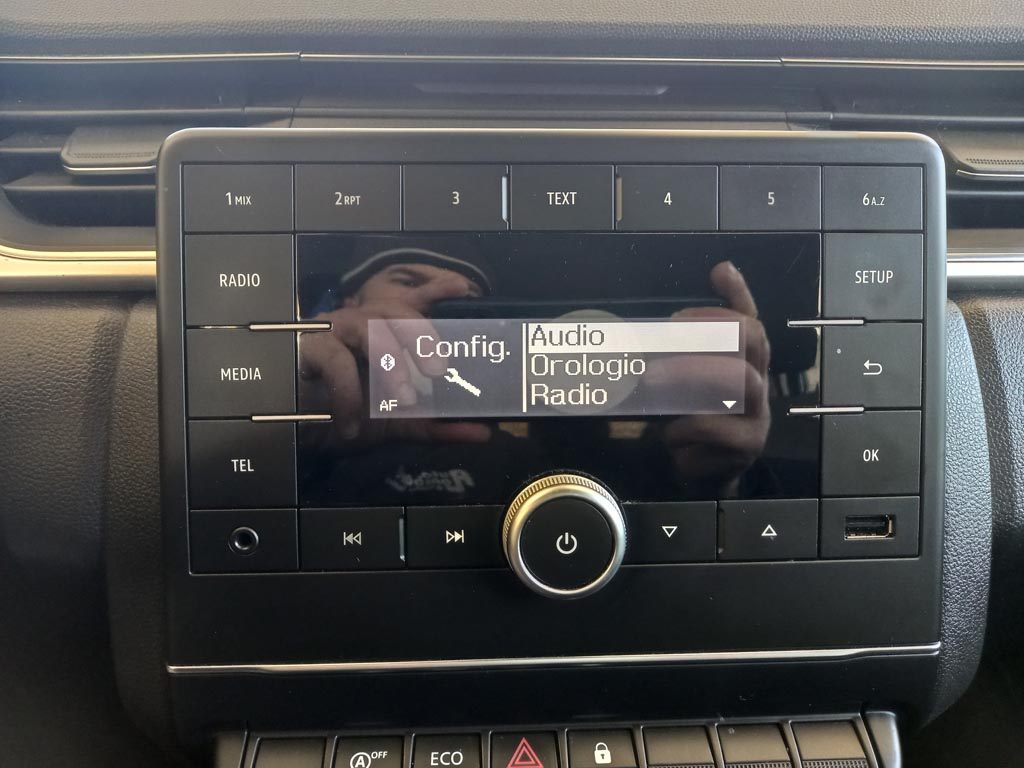 1 MIX
2 RPT
3
TEXT
4
5
6 A..Z
RADIO
SETUP
MEDIA
TEL
OK
Config.
AF
Audio
Orologio
Radio
A OFF
ECO